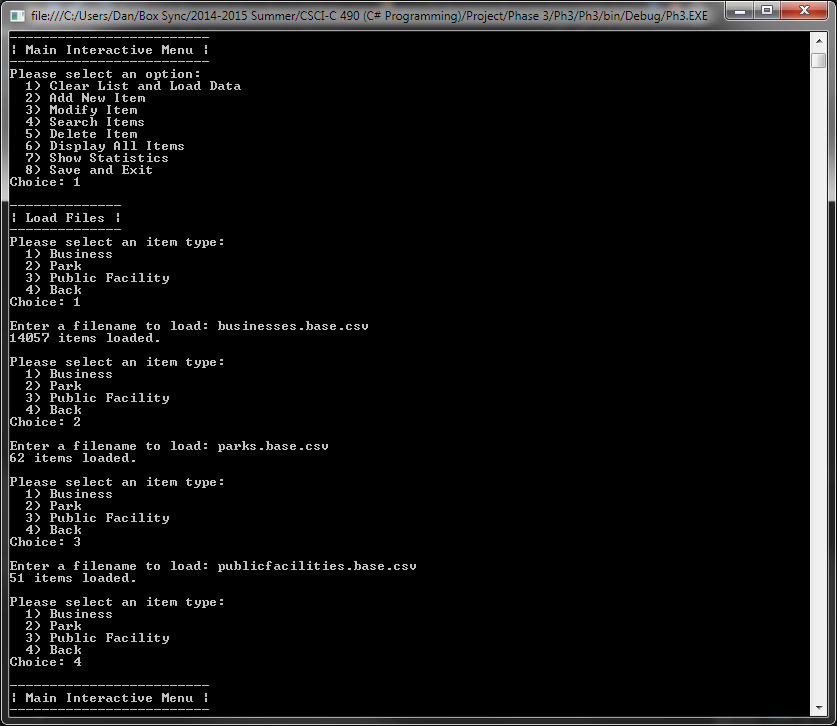 file:///C:/Users/Dan/Box Sync/2014-2015 Summer/CSCI-C 490 (C# Programming)/Project/Phase 3/Ph3/Ph3/bin/Debug/Ph3.EXE
-------------------------
| Main Interactive Menu |
-------------------------
Please select an option:
  1) Clear List and Load Data
  2) Add New Item
  3) Modify Item
  4) Search Items
  5) Delete Item
  6) Display All Items
  7) Show Statistics
  8) Save and Exit
Choice: 1
--------------
| Load Files |
--------------
Please select an item type:
  1) Business
  2) Park
  3) Public Facility
  4) Back
Choice: 1
Enter a filename to load: businesses.base.csv
14057 items loaded.
Please select an item type:
  1) Business
  2) Park
  3) Public Facility
  4) Back
Choice: 2
Enter a filename to load: parks.base.csv
62 items loaded.
Please select an item type:
  1) Business
  2) Park
  3) Public Facility
  4) Back
Choice: 3
Enter a filename to load: publicfacilities.base.csv
51 items loaded.
Please select an item type:
  1) Business
  2) Park
  3) Public Facility
  4) Back
Choice: 4
-------------------------
| Main Interactive Menu |
-------------------------